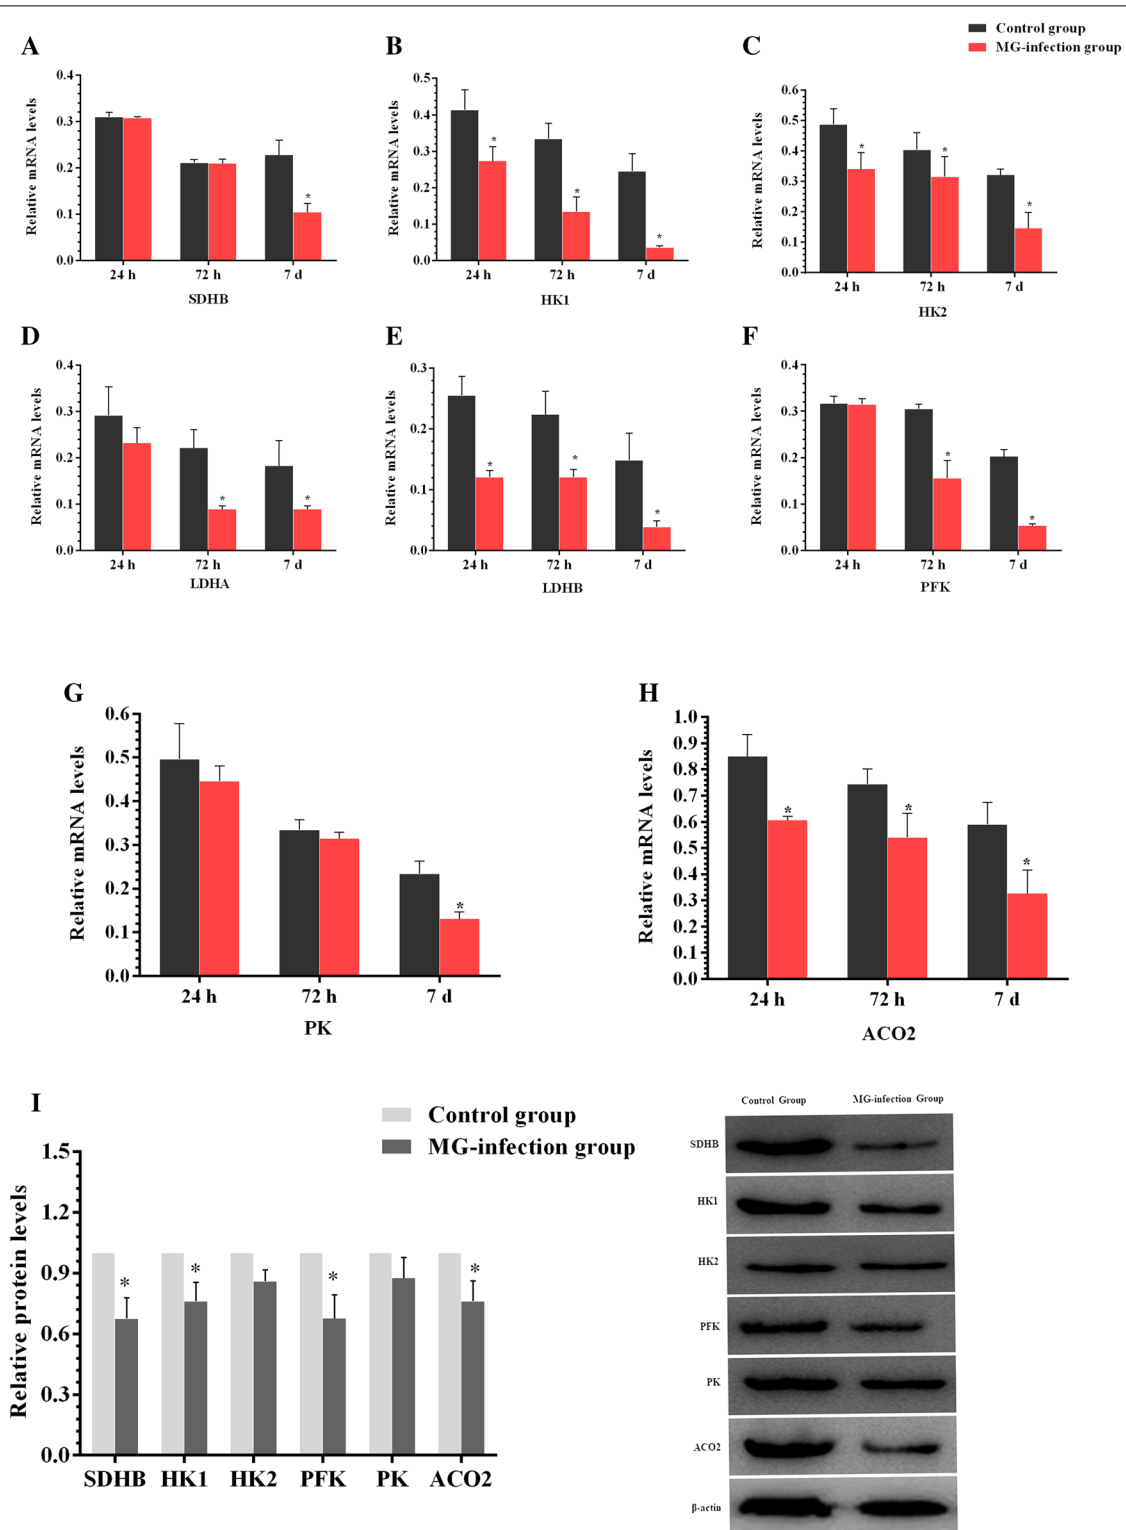 Control group
MG-infection group
A
Relative mRNA levels
0.4
0.3
0.2
0.1
0.0
*
24 h
72 h
7 d
SDHB
B
Relative mRNA levels
0.5
0.4
0.3
0.2
0.1
0.0
*
*
*
24 h
72 h
7 d
HK1
C
Relative mRNA levels
0.6
0.5
0.4
0.3
0.2
0.1
0.0
*
*
*
24 h
72 h
7 d
HK2
D
Relative mRNA levels
0.4
0.3
0.2
0.1
0.0
*
*
24 h
72 h
7 d
LDHA
E
Relative mRNA levels
0.3
0.2
0.1
0.0
*
*
*
24 h
72 h
7 d
LDHB
F
Relative mRNA levels
0.4
0.3
0.2
0.1
0.0
*
*
24 h
72 h
7 d
PFK
G
Relative mRNA levels
0.6
0.5
0.4
0.3
0.2
0.1
0.0
*
24 h
72 h
7 d
PK
H
Relative mRNA levels
1.0
0.9
0.8
0.7
0.6
0.5
0.4
0.3
0.2
0.1
0.0
*
*
*
24 h
72 h
7 d
ACO2
I
Control group
MG-infection group
Relative protein levels
1.5
1.2
0.9
0.6
0.3
0.0
*
*
*
*
SDHB
HK1
HK2
PFK
PK
ACO2
Control Group
MG-infection Group
SDHB
HK1
HK2
PFK
PK
ACO2
β-actin